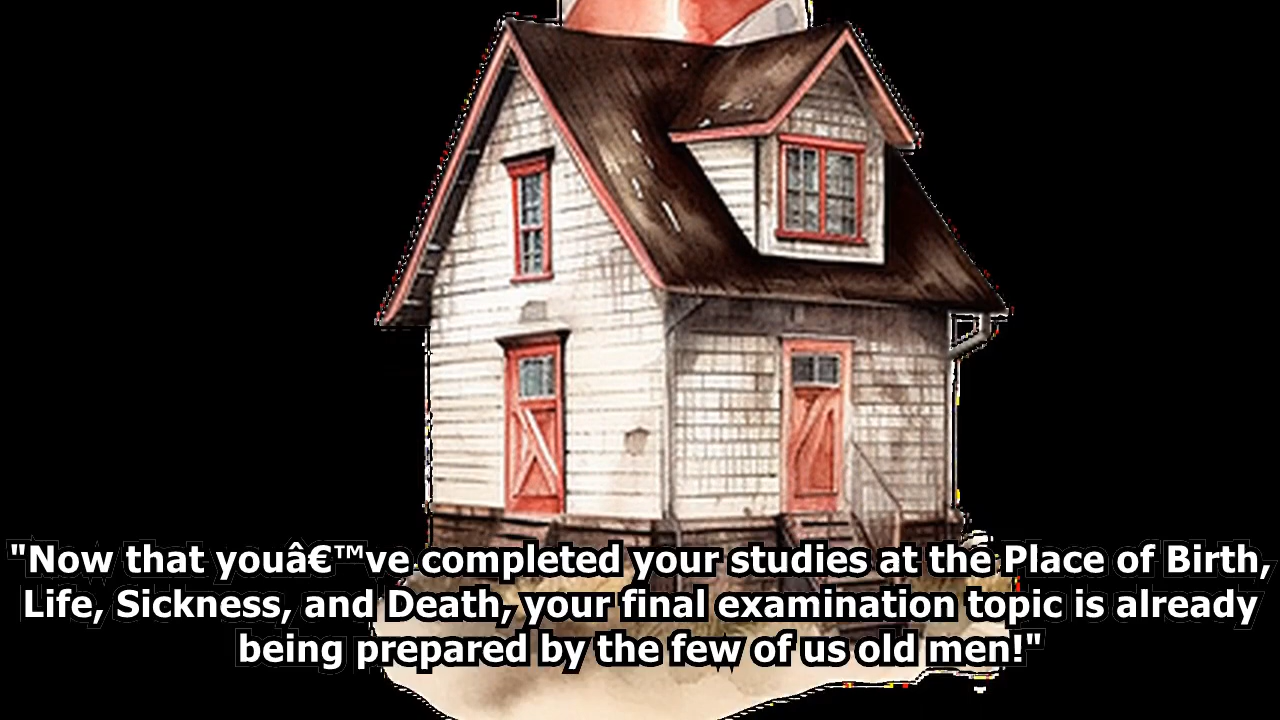 "Now that youâ€™ve completed your studies at the Place of Birth,
Life, Sickness, and Death, your final examination topic is already
being prepared by the few of us old men!"